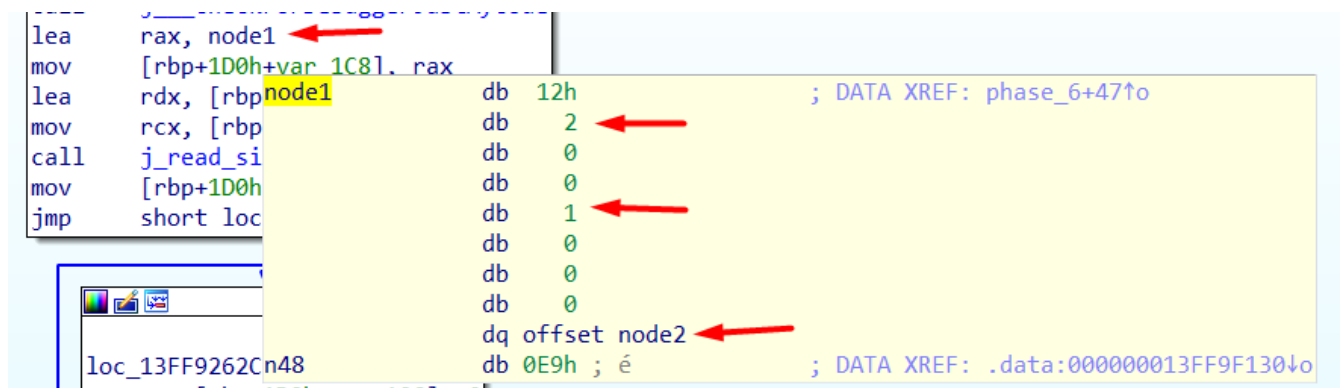 lea rax, node1
mov [rbp+1D0h+var_1C8], rax
lea rdx, [rbp
mov rcx, [rbp
call j_read_si
mov [rbp+1D0h
jmp short loc
node1 db 12h ; DATA XREF: phase_6+47↑o
db 2
db 0
db 0
db 1
db 0
db 0
db 0
dq offset node2
n48 db 0E9h ; é ; DATA XREF: .data:000000013FF9F130↓o
loc_13FF9262C